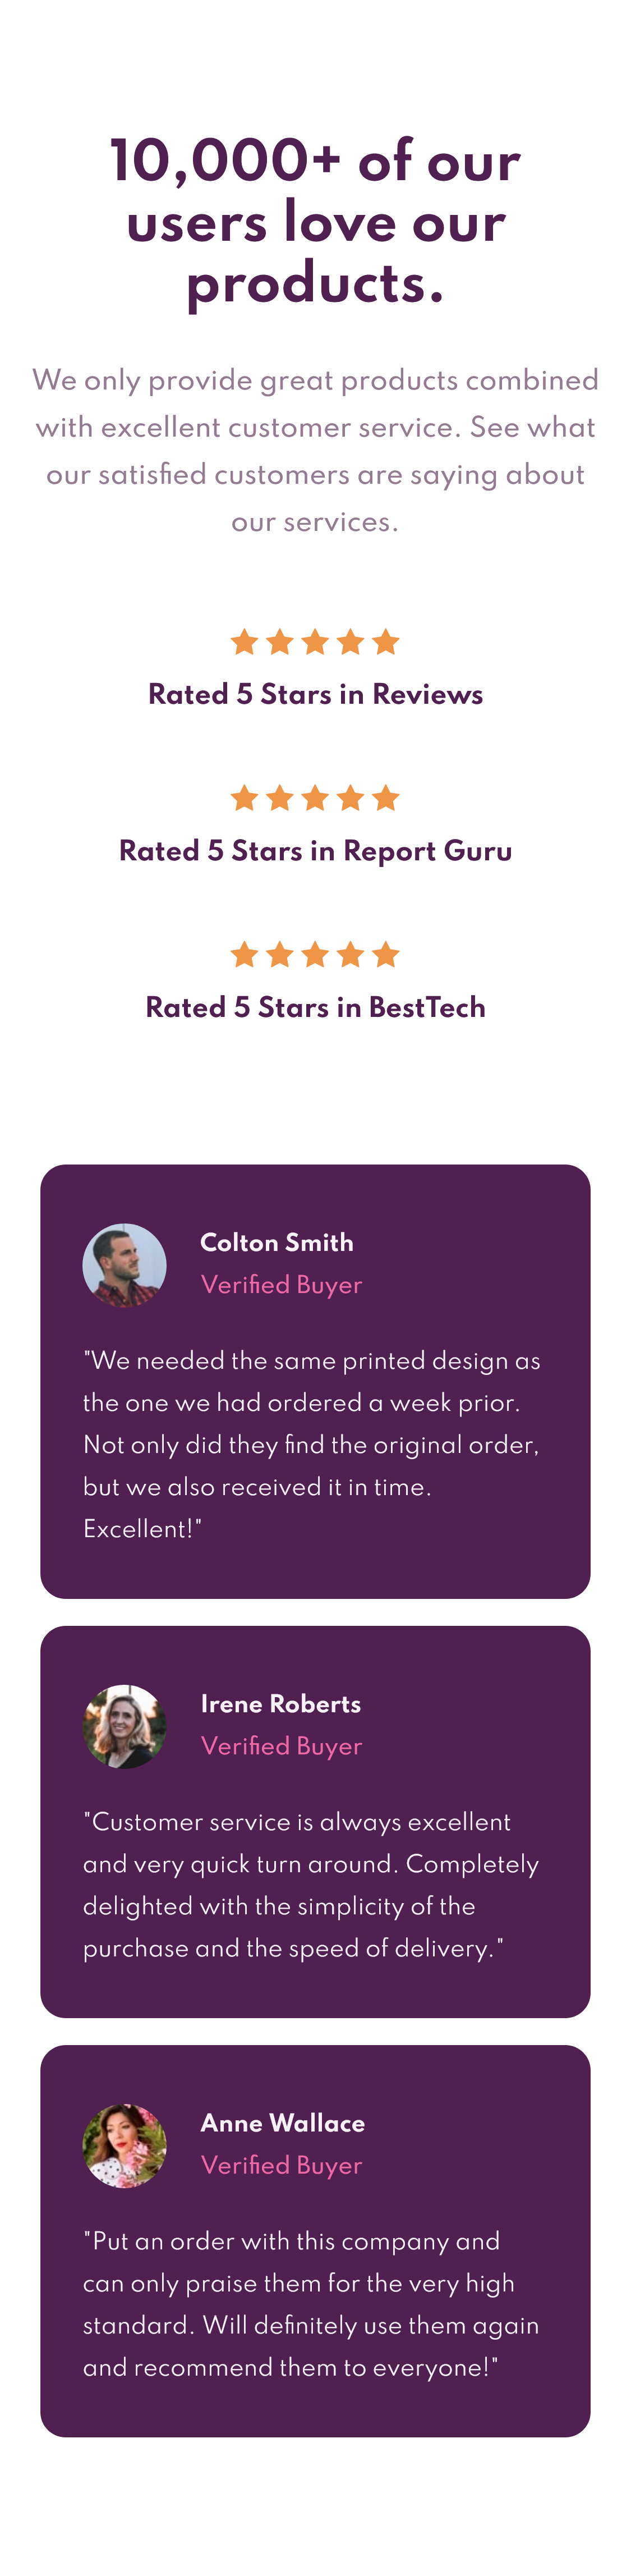 10,000+ of our
users love our
products.
We only provide great products combined
with excellent customer service. See what
our satisfied customers are saying about
our services.
Rated 5 Stars in Reviews
Rated 5 Stars in Report Guru
Rated 5 Stars in BestTech
Colton Smith
Verified Buyer
"We needed the same printed design as
the one we had ordered a week prior.
Not only did they find the original order,
but we also received it in time.
Excellent!"
Irene Roberts
Verified Buyer
"Customer service is always excellent
and very quick turn around. Completely
delighted with the simplicity of the
purchase and the speed of delivery."
Anne Wallace
Verified Buyer
"Put an order with this company and
can only praise them for the very high
standard. Will definitely use them again
and recommend them to everyone!"